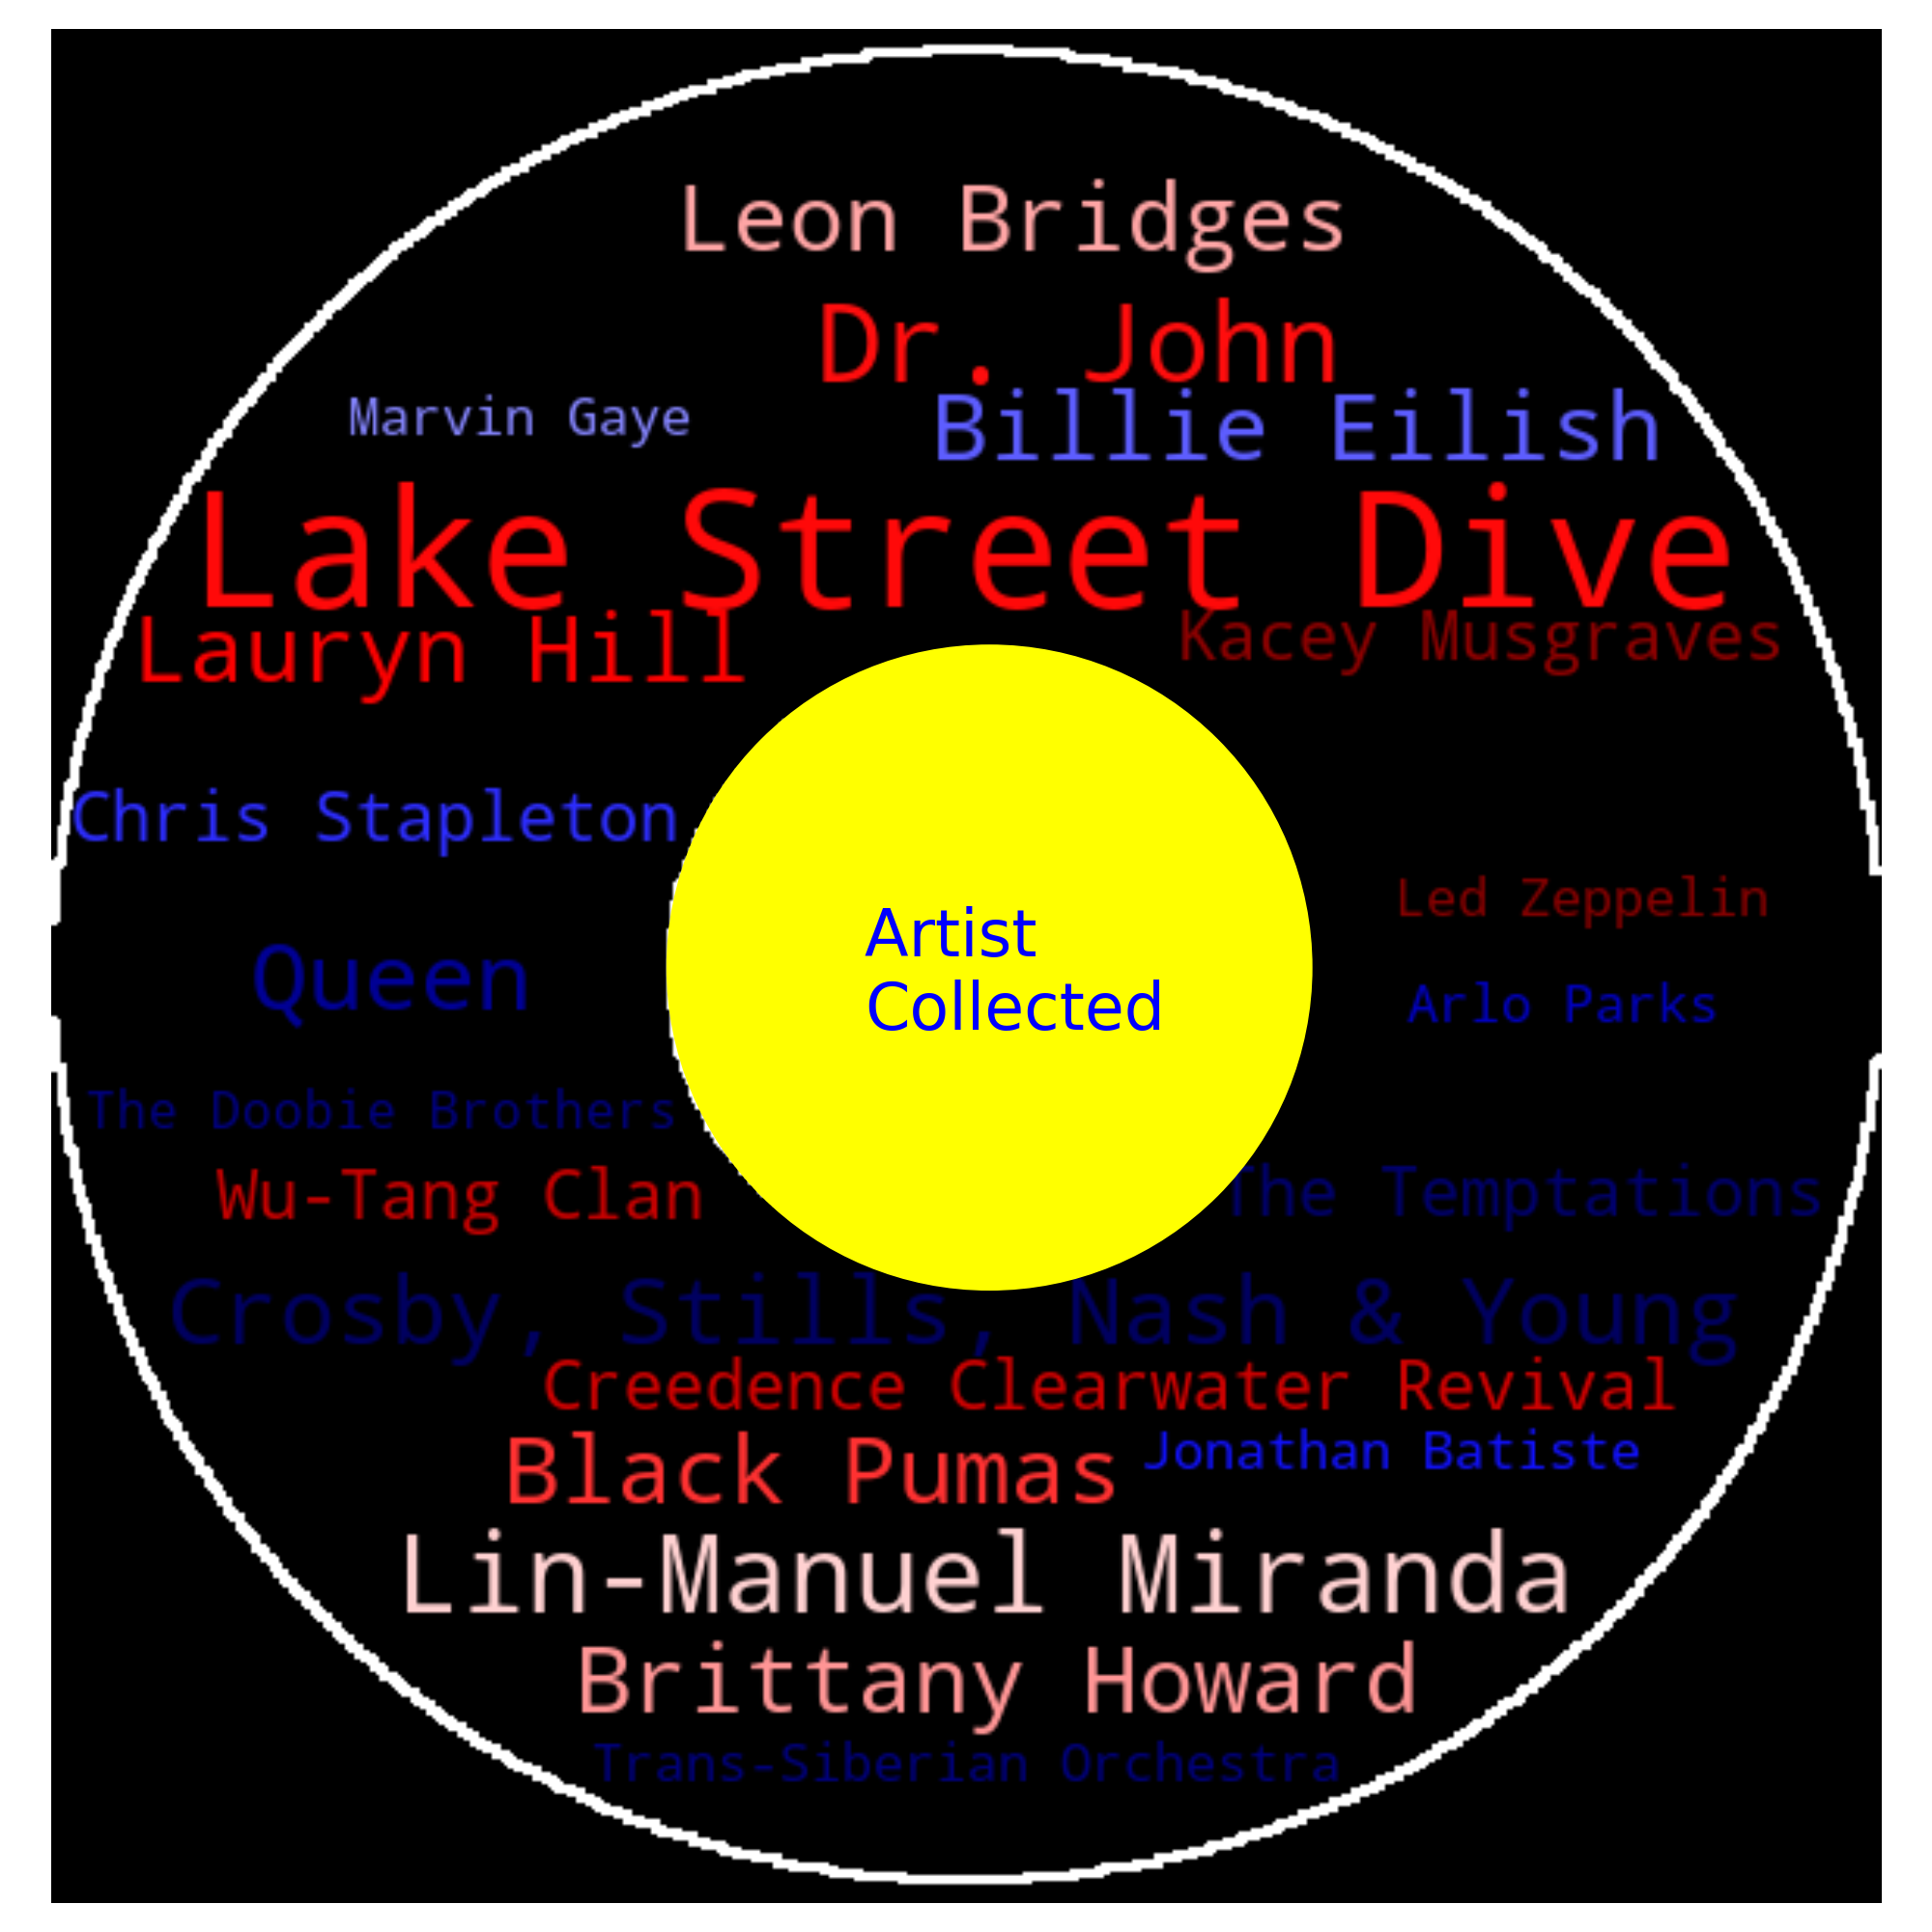 Leon Bridges
Dr. John
Marvin Gaye
Billie Eilish
Lake Street Dive
Lauryn Hill
Kacey Musgraves
Chris Stapleton
Led Zeppelin
Artist
Collected
Queen
Arlo Parks
The Doobie Brothers
Wu-Tang Clan
The Temptations
Crosby, Stills, Nash & Young
Creedence Clearwater Revival
Black Pumas
Jonathan Batiste
Lin-Manuel Miranda
Brittany Howard
Trans-Siberian Orchestra